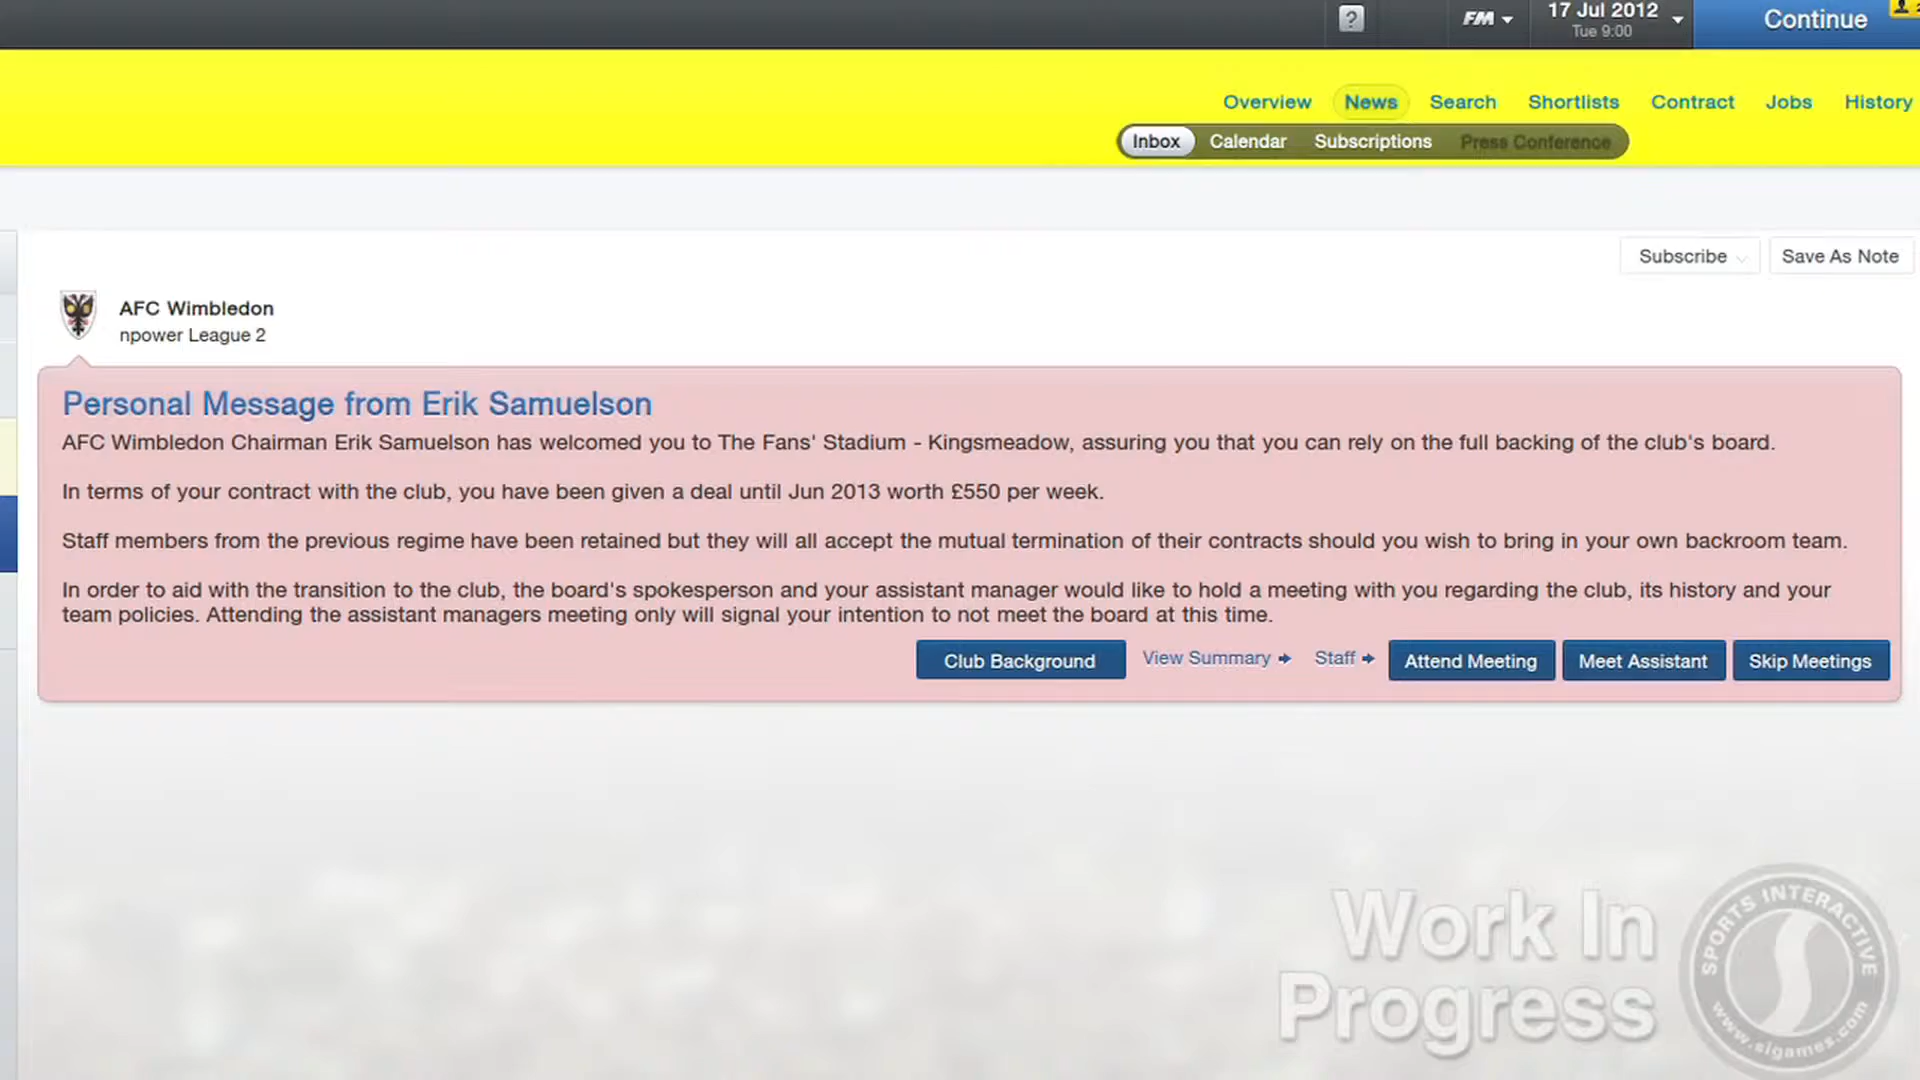 ?
FM
17 Jul 2012
Tue 9:00
Continue
Overview
News
Search
Shortlists
Contract
Jobs
History
Inbox
Calendar
Subscriptions
Press Conference
Subscribe
Save As Note
AFC Wimbledon
npower League 2
Personal Message from Erik Samuelson
AFC Wimbledon Chairman Erik Samuelson has welcomed you to The Fans' Stadium - Kingsmeadow, assuring you that you can rely on the full backing of the club's board.
In terms of your contract with the club, you have been given a deal until Jun 2013 worth £550 per week.
Staff members from the previous regime have been retained but they will all accept the mutual termination of their contracts should you wish to bring in your own backroom team.
In order to aid with the transition to the club, the board's spokesperson and your assistant manager would like to hold a meeting with you regarding the club, its history and your
team policies. Attending the assistant managers meeting only will signal your intention to not meet the board at this time.
Club Background
View Summary
Staff
Attend Meeting
Meet Assistant
Skip Meetings
Work In
Progress
SPORTS INTERACTIVE
www.sigames.com